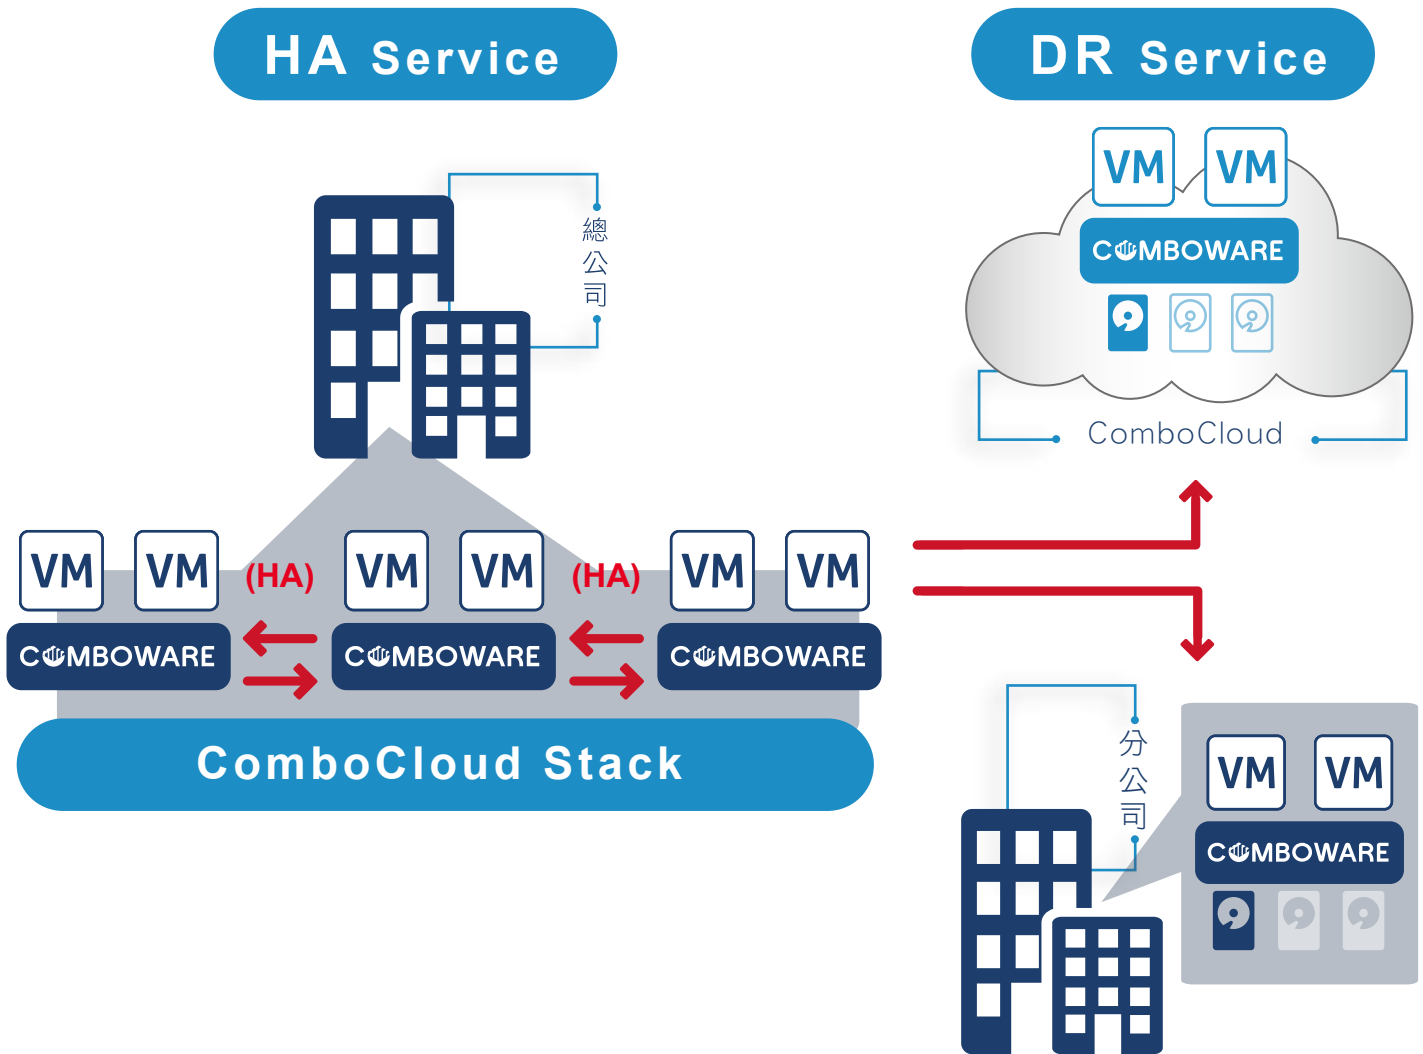 HA Service
DR Service
總公司
VM VM
COMBOWARE
ComboCloud
VM VM (HA) VM VM (HA) VM VM
COMBOWARE COMBOWARE COMBOWARE
ComboCloud Stack
分公司
VM VM
COMBOWARE